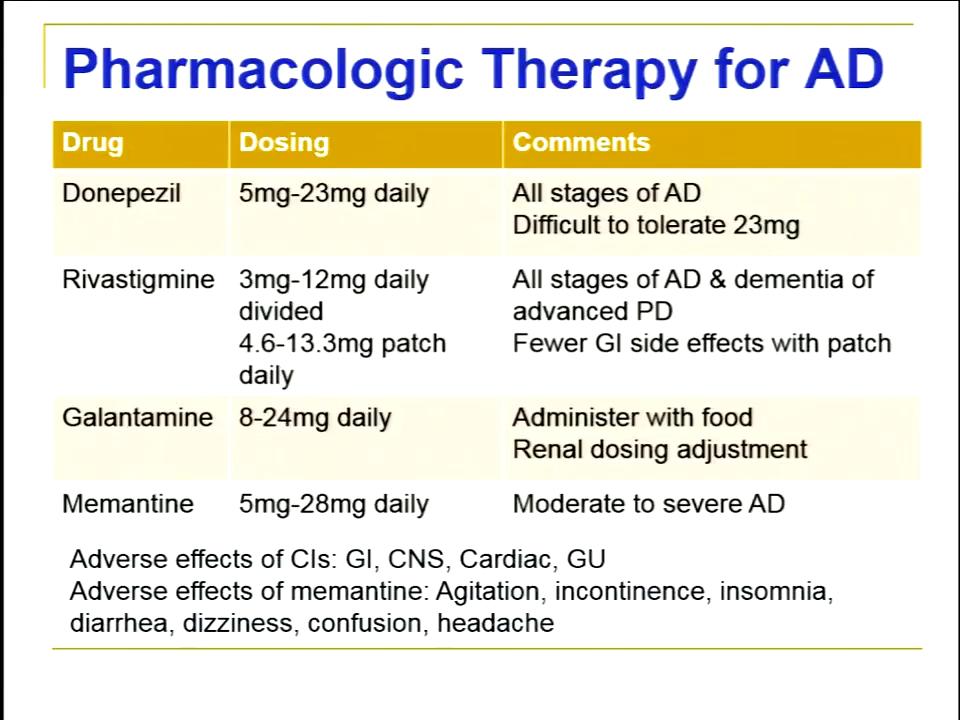 Pharmacologic Therapy for AD
Drug Dosing Comments
Donepezil 5mg-23mg daily All stages of AD
Difficult to tolerate 23mg
Rivastigmine 3mg-12mg daily All stages of AD & dementia of
divided advanced PD
4.6-13.3mg patch Fewer GI side effects with patch
daily
Galantamine 8-24mg daily Administer with food
Renal dosing adjustment
Memantine 5mg-28mg daily Moderate to severe AD
Adverse effects of CIs: GI, CNS, Cardiac, GU
Adverse effects of memantine: Agitation, incontinence, insomnia,
diarrhea, dizziness, confusion, headache